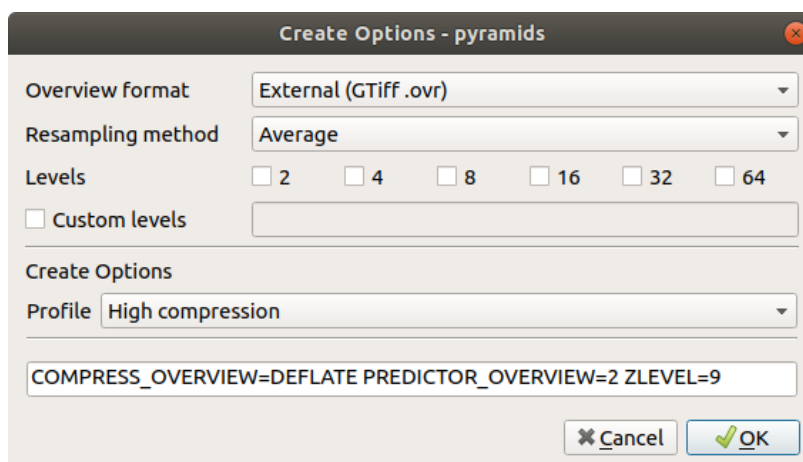 Create Options - pyramids
Overview format External (GTiff .ovr)
Resampling method Average
Levels 2 4 8 16 32 64
Custom levels
Create Options
Profile High compression
COMPRESS_OVERVIEW=DEFLATE PREDICTOR_OVERVIEW=2 ZLEVEL=9
Cancel OK